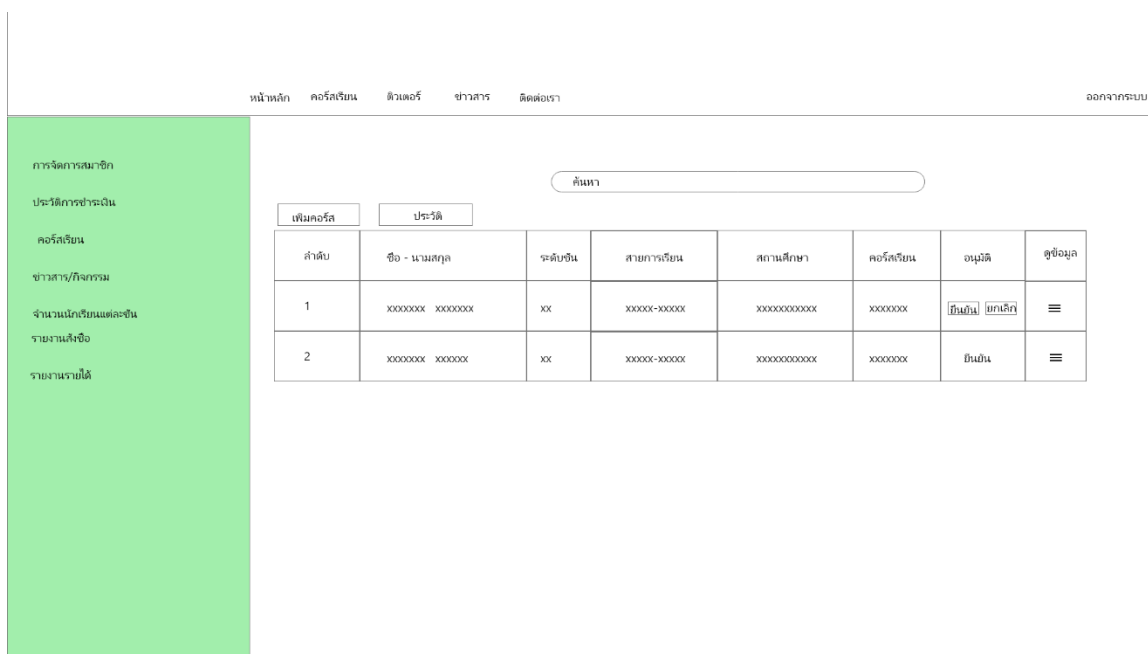 หน้าหลัก คอร์สเรียน ติวเตอร์ ข่าวสาร ติดต่อเรา ออกจากระบบ
การจัดการสมาชิก
ประวัติการชำระเงิน
คอร์สเรียน
ข่าวสาร/กิจกรรม
จำนวนนักเรียนแต่ละชั้น
รายงานสั่งซื้อ
รายงานรายได้
ค้นหา
เพิ่มคอร์ส ประวัติ
ลำดับ ชื่อ - นามสกุล ระดับชั้น สายการเรียน สถานศึกษา คอร์สเรียน อนุมัติ ดูข้อมูล
1 xxxxxxx xxxxxxx xx xxxxx-xxxxx xxxxxxxxxxx xxxxxxx ยืนยัน ยกเลิก
2 xxxxxxx xxxxxx xx xxxxx-xxxxx xxxxxxxxxxx xxxxxxx ยืนยัน